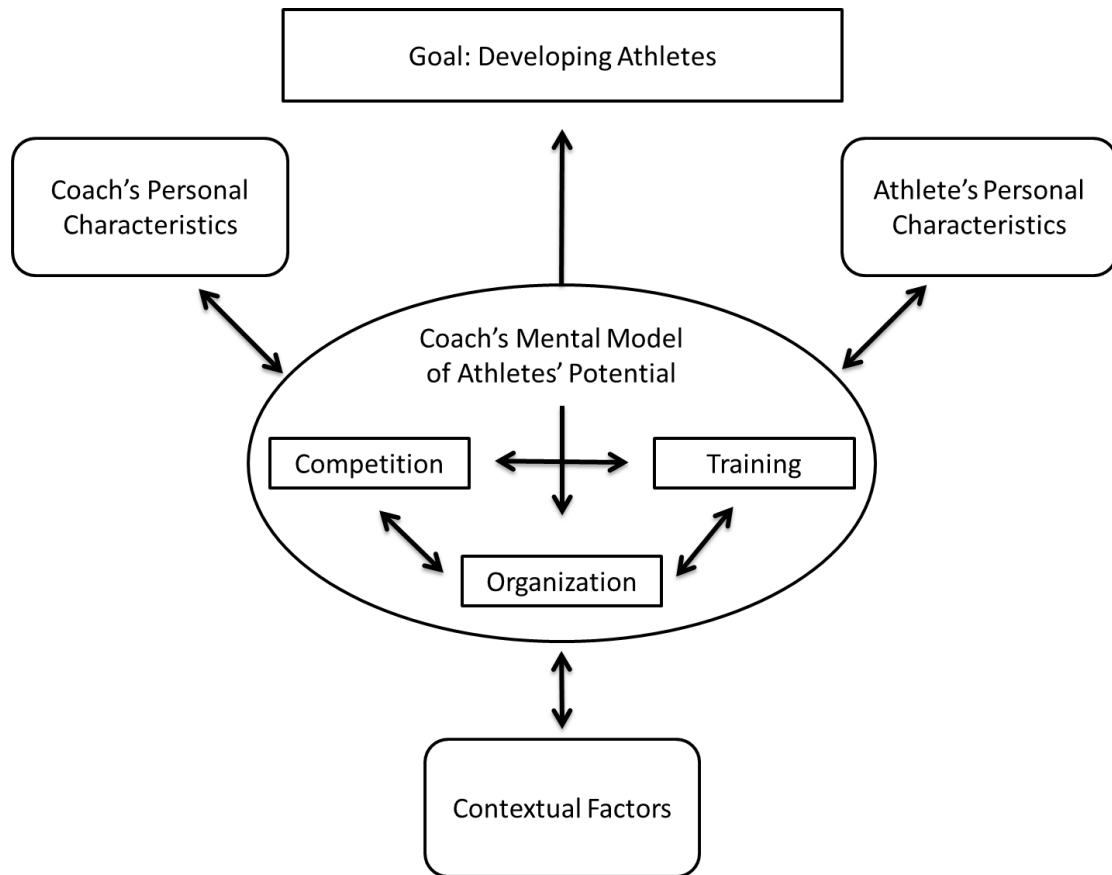 Goal: Developing Athletes
Coach’s Personal
Characteristics
Athlete’s Personal
Characteristics
Coach’s Mental Model
of Athletes’ Potential
Competition
Training
Organization
Contextual Factors